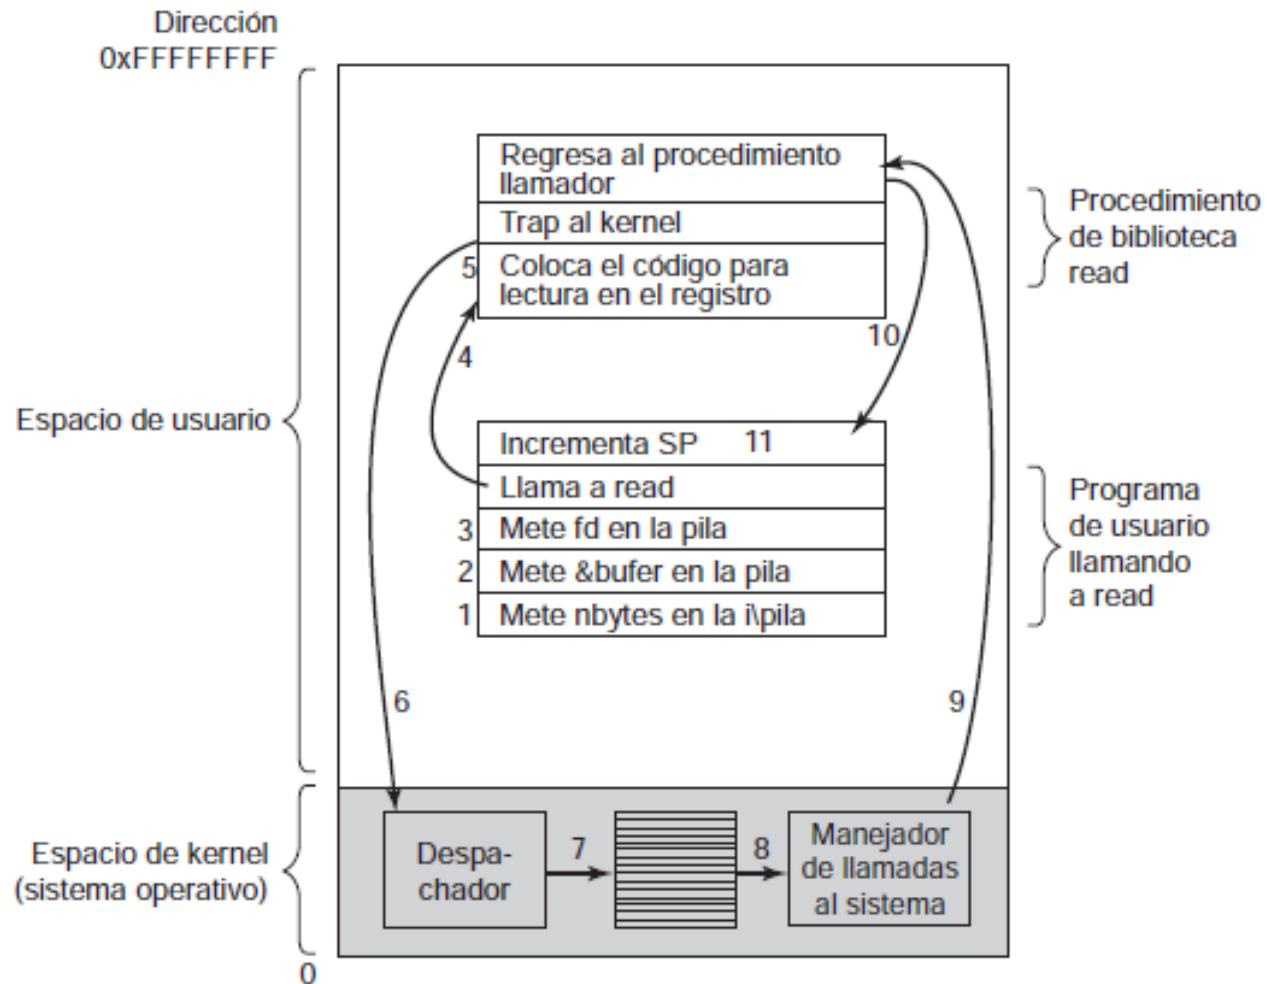 Dirección
0xFFFFFFFF
Regresa al procedimiento
llamador
Trap al kernel
5
Coloca el código para
lectura en el registro
Procedimiento
de biblioteca
read
4
10
Espacio de usuario
Incrementa SP 11
Llama a read
3 Mete fd en la pila
2 Mete &bufer en la pila
1 Mete nbytes en la i\pila
Programa
de usuario
llamando
a read
6
9
Espacio de kernel
(sistema operativo)
Despa-
chador
7
8
Manejador
de llamadas
al sistema
0